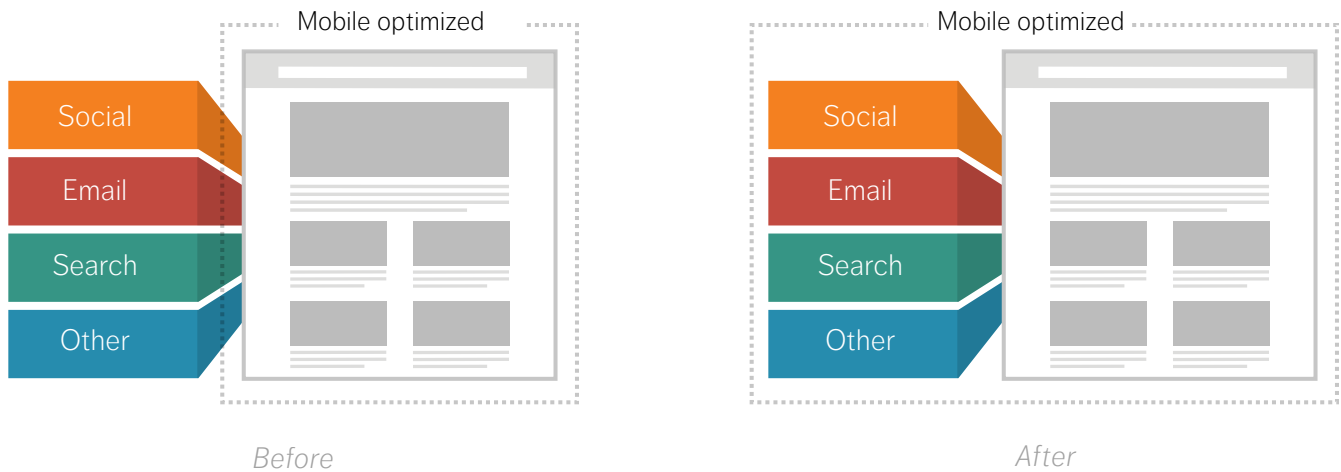 Mobile optimized
Social
Email
Search
Other
Before
Mobile optimized
Social
Email
Search
Other
After